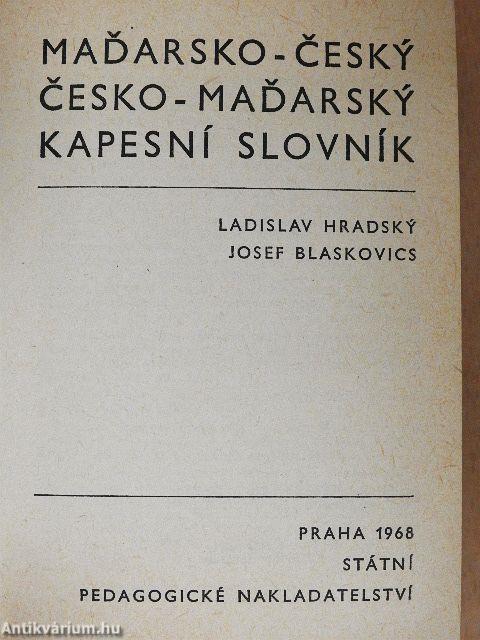 MAĎARSKO-ČESKÝ
ČESKO-MAĎARSKÝ
KAPESNÍ SLOVNÍK
LADISLAV HRADSKÝ
JOSEF BLASKOVICS
PRAHA 1968
STÁTNÍ
PEDAGOGICKÉ NAKLADATELSTVÍ
Antikvárium.hu